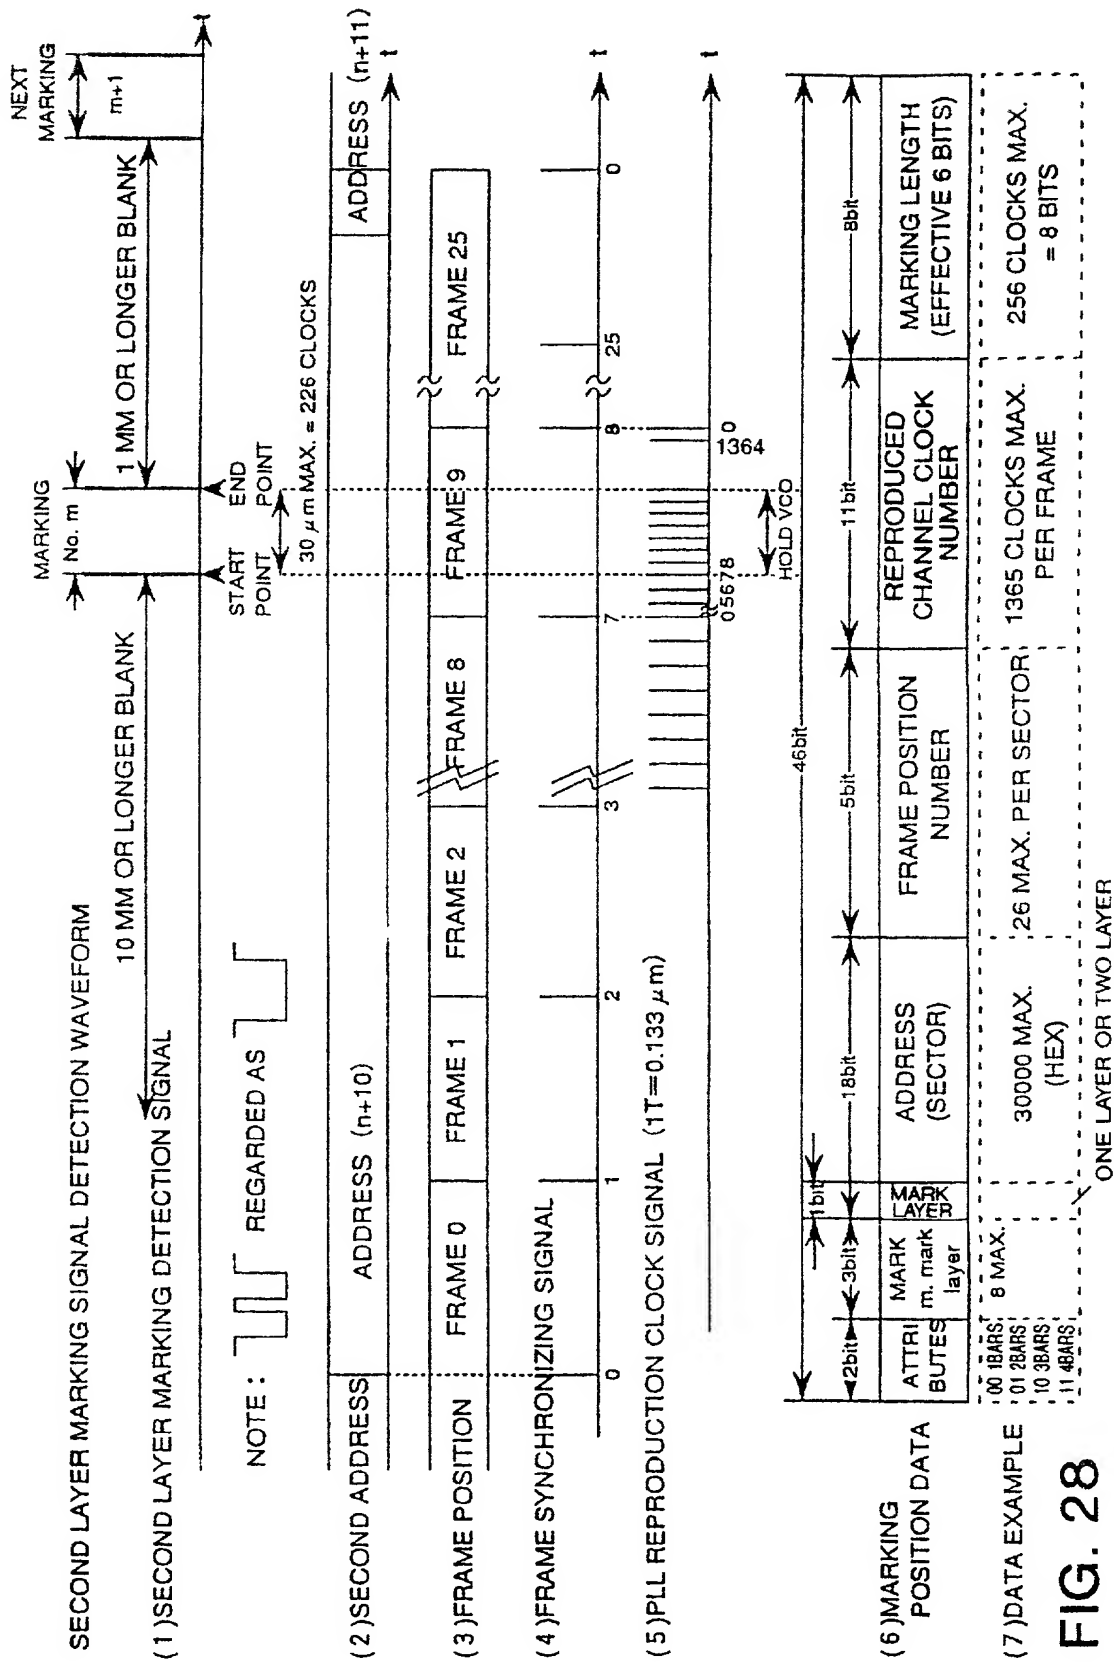 SECOND LAYER MARKING SIGNAL DETECTION WAVEFORM
NEXT
MARKING
m+1
MARKING
No. m
10 MM OR LONGER BLANK
1 MM OR LONGER BLANK
(1)SECOND LAYER MARKING DETECTION SIGNAL
t
START
POINT
END
POINT
NOTE : REGARDED AS
30 μm MAX. = 226 CLOCKS
(2)SECOND ADDRESS
ADDRESS (n+10)
ADDRESS (n+11)
t
(3)FRAME POSITION
FRAME 0
FRAME 1
FRAME 2
FRAME 8
FRAME 9
FRAME 25
(4)FRAME SYNCHRONIZING SIGNAL
0 1 2 3 7 8 25 0
t
(5)PLL REPRODUCTION CLOCK SIGNAL (1T=0.133 μm)
05678
1364
0
t
HOLD VCO
46bit
2bit
3bit
1bit
18bit
5bit
11bit
8bit
(6)MARKING
POSITION DATA
ATTRI
BUTES
MARK
m. mark
layer
MARK
LAYER
ADDRESS
(SECTOR)
FRAME POSITION
NUMBER
REPRODUCED
CHANNEL CLOCK
NUMBER
MARKING LENGTH
(EFFECTIVE 6 BITS)
(7)DATA EXAMPLE
00 1BARS
01 2BARS
10 3BARS
11 4BARS
8 MAX.
30000 MAX.
(HEX)
26 MAX. PER SECTOR
1365 CLOCKS MAX.
PER FRAME
256 CLOCKS MAX.
= 8 BITS
ONE LAYER OR TWO LAYER
FIG. 28